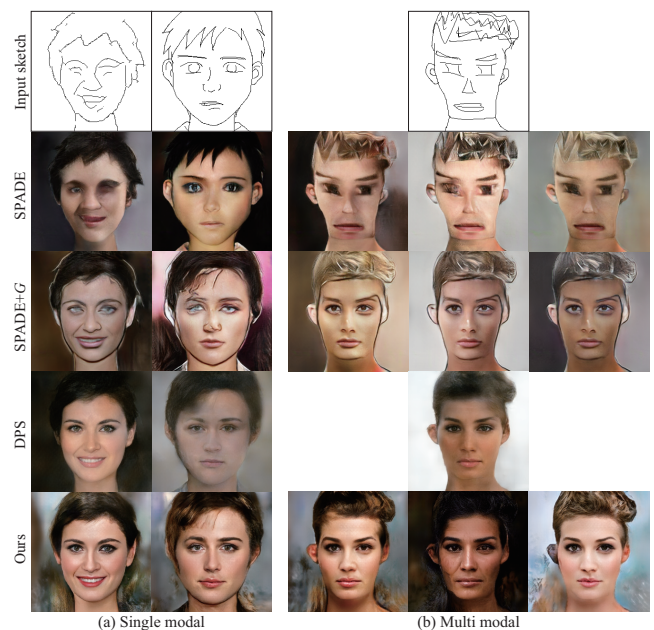 Input sketch
SPADE
SPADE+G
DPS
Ours
(a) Single modal
(b) Multi modal